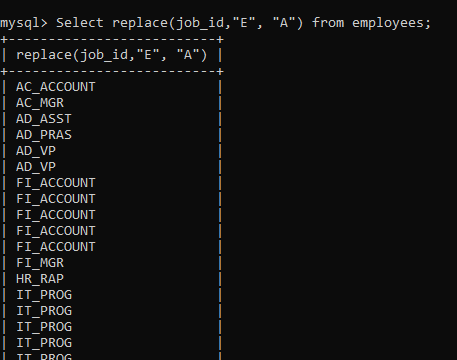 mysql> Select replace(job_id,"E", "A") from employees;
+--------------------------+
| replace(job_id,"E", "A") |
+--------------------------+
| AC_ACCOUNT |
| AC_MGR |
| AD_ASST |
| AD_PRAS |
| AD_VP |
| AD_VP |
| FI_ACCOUNT |
| FI_ACCOUNT |
| FI_ACCOUNT |
| FI_ACCOUNT |
| FI_ACCOUNT |
| FI_MGR |
| HR_RAP |
| IT_PROG |
| IT_PROG |
| IT_PROG |
| IT_PROG |
| IT_PROG |